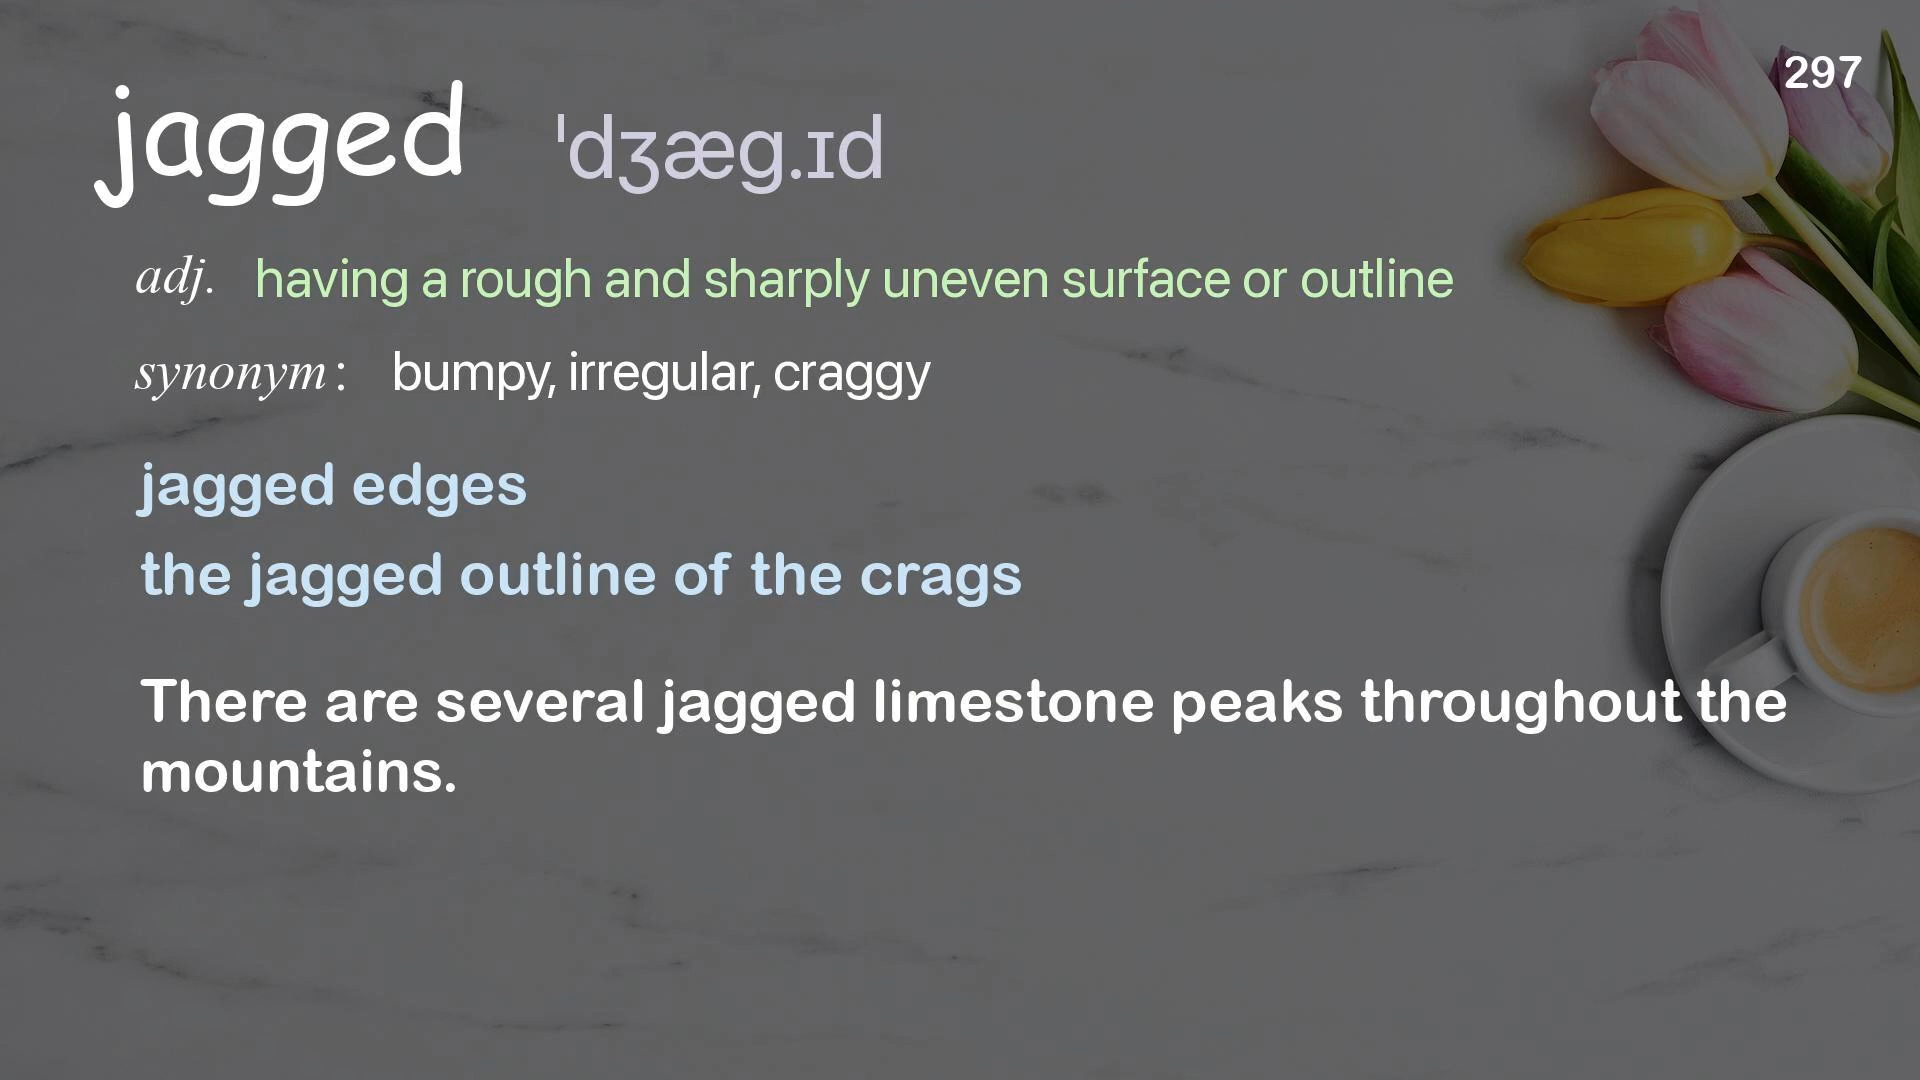 297
jagged ˈdʒæg.ɪd
adj. having a rough and sharply uneven surface or outline
synonym: bumpy, irregular, craggy
jagged edges
the jagged outline of the crags
There are several jagged limestone peaks throughout the
mountains.